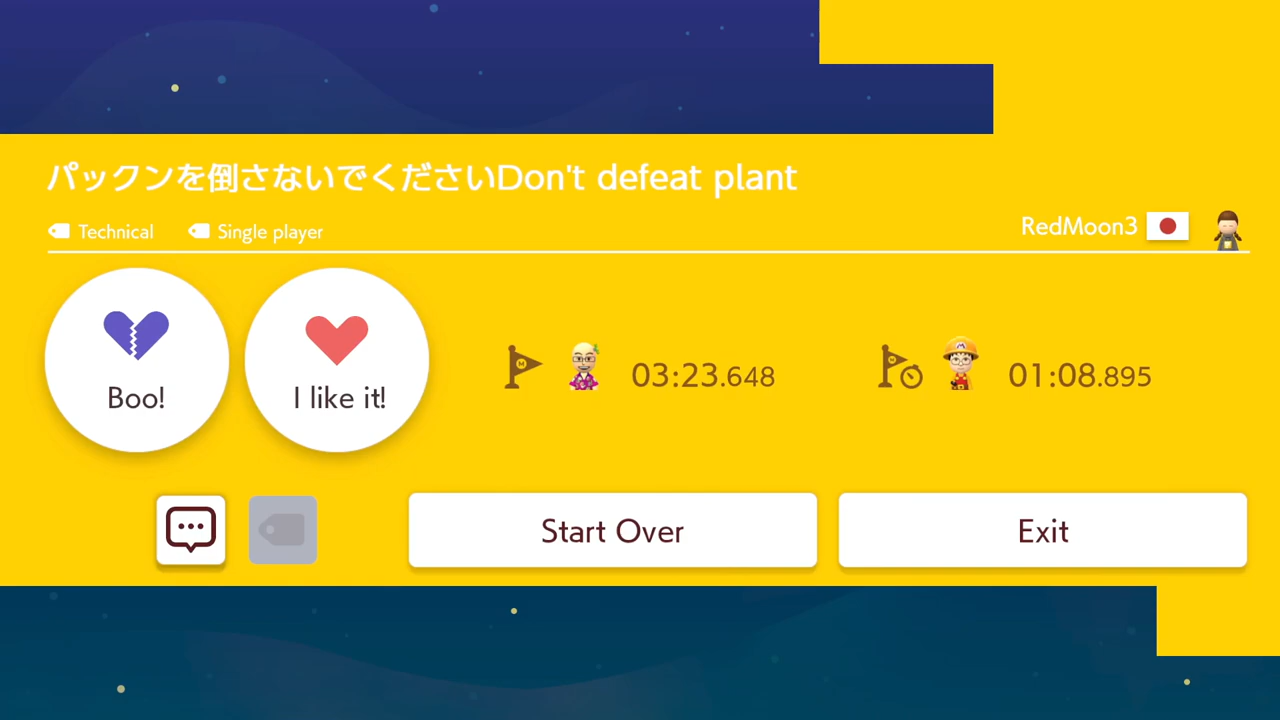 パックンを倒さないでくださいDon't defeat plant
Technical Single player
RedMoon3
Boo!
I like it!
M
03:23.648
M
01:08.895
Start Over
Exit